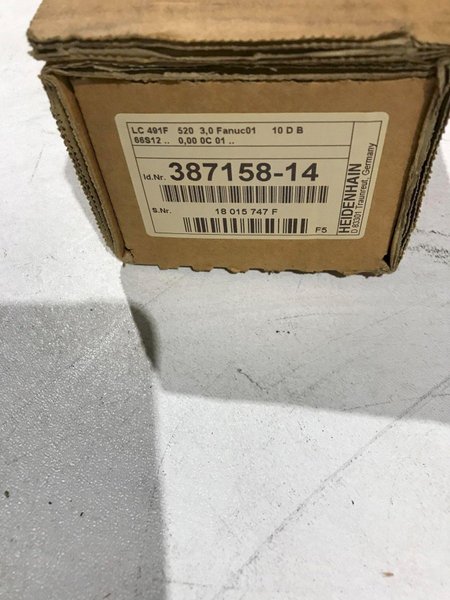 LC 491F 520 3,0 Fanuc01 10 D B
66S12 .. 0,00 0C 01 ..
Id.Nr. 387158-14
S.Nr. 18 015 747 F
F5
HEIDENHAIN
D 83301 Traunreut, Germany